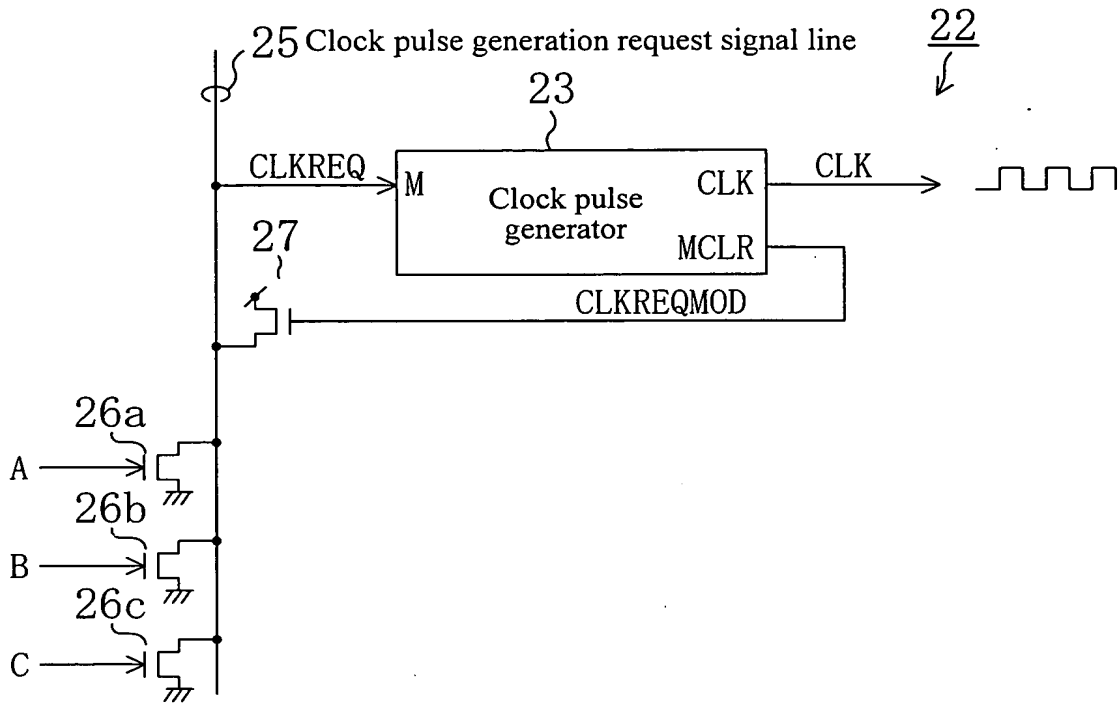 25 Clock pulse generation request signal line
22
23
CLKREQ
M
Clock pulse
generator
CLK
CLK
MCLR
27
CLKREQMOD
26a
A
26b
B
26c
C